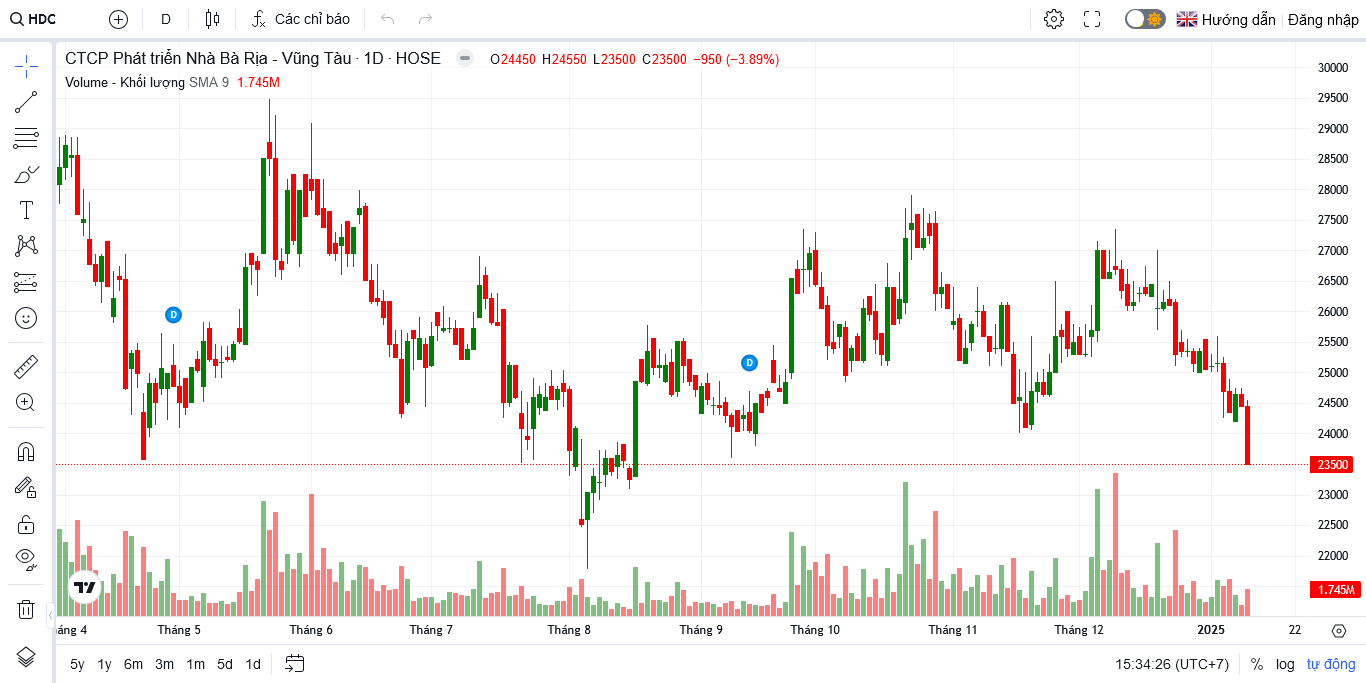 HDC
D
Các chỉ báo
Hướng dẫn
Đăng nhập
CTCP Phát triển Nhà Bà Rịa - Vũng Tàu · 1D · HOSE
O24450 H24550 L23500 C23500 −950 (−3.89%)
Volume - Khối lượng SMA 9 1.745M
30000
29500
29000
28500
28000
27500
27000
26500
26000
25500
25000
24500
24000
23500
23000
22500
22000
1.745M
D
D
áng 4
Tháng 5
Tháng 6
Tháng 7
Tháng 8
Tháng 9
Tháng 10
Tháng 11
Tháng 12
2025
22
5y 1y 6m 3m 1m 5d 1d
15:34:26 (UTC+7)
% log tự động